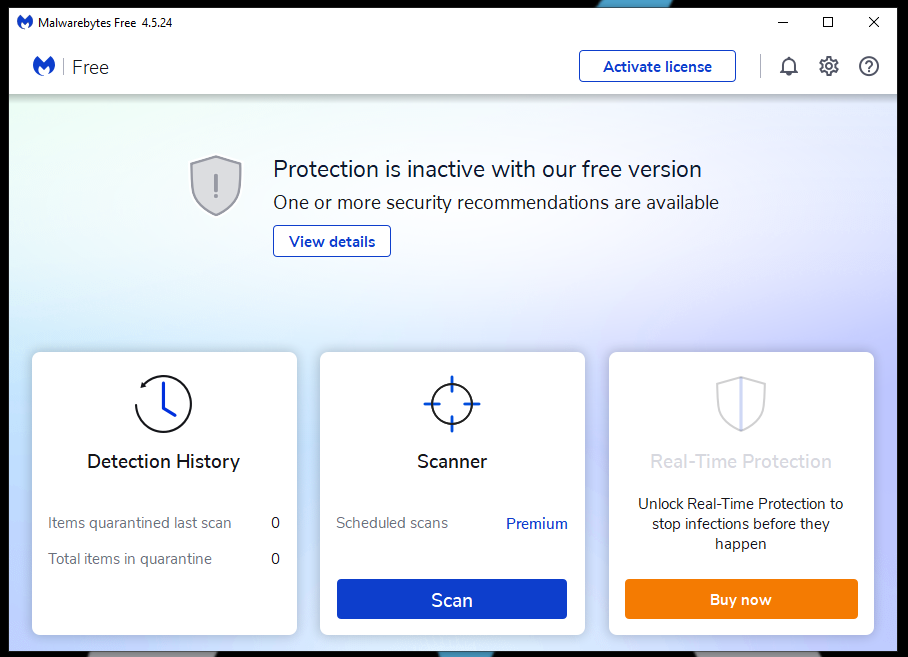 Malwarebytes Free 4.5.24
Free
Activate license
Protection is inactive with our free version
One or more security recommendations are available
View details
Detection History
Items quarantined last scan 0
Total items in quarantine 0
Scanner
Scheduled scans Premium
Scan
Real-Time Protection
Unlock Real-Time Protection to
stop infections before they
happen
Buy now